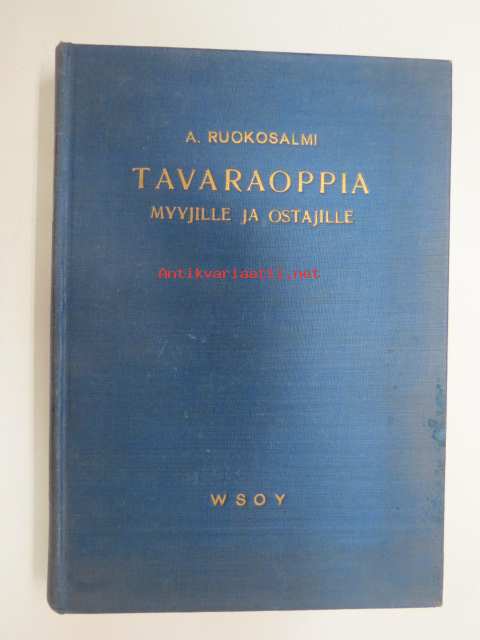 A. RUOKOSALMI
TAVARAOPPIA
MYYJILLE JA OSTAJILLE
Antikvariaatti.net
WSOY